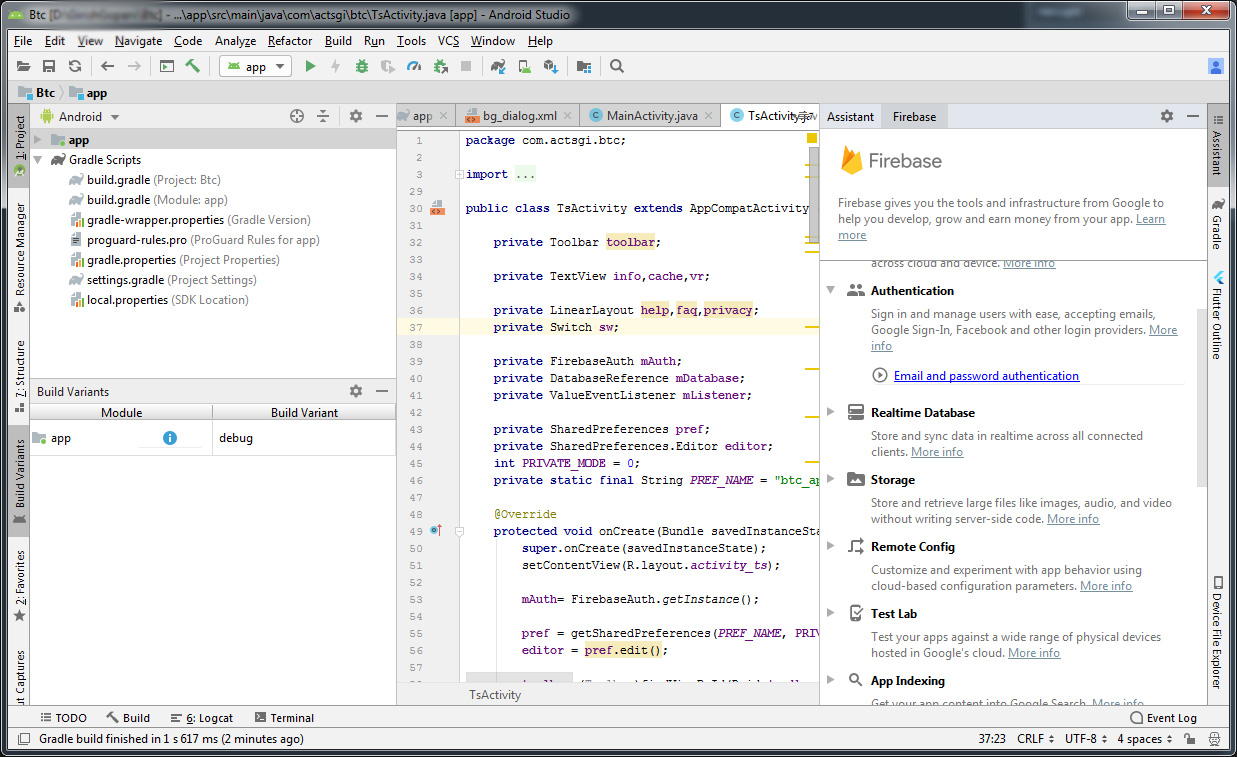 Btc - ...\app\src\main\java\com\actsgi\btc\TsActivity.java [app] - Android Studio
File Edit View Navigate Code Analyze Refactor Build Run Tools VCS Window Help
app
Btc app
1: Project
Resource Manager
7: Structure
Build Variants
2: Favorites
ut Captures
Android
app
Gradle Scripts
build.gradle (Project: Btc)
build.gradle (Module: app)
gradle-wrapper.properties (Gradle Version)
proguard-rules.pro (ProGuard Rules for app)
gradle.properties (Project Properties)
settings.gradle (Project Settings)
local.properties (SDK Location)
Build Variants
Module Build Variant
app debug
app bg_dialog.xml MainActivity.java TsActivity
1 package com.actsgi.btc;
2
3 import ...
29
30 public class TsActivity extends AppCompatActivity
31
32 private Toolbar toolbar;
33
34 private TextView info,cache,vr;
35
36 private LinearLayout help,faq,privacy;
37 private Switch sw;
38
39 private FirebaseAuth mAuth;
40 private DatabaseReference mDatabase;
41 private ValueEventListener mListener;
42
43 private SharedPreferences pref;
44 private SharedPreferences.Editor editor;
45 int PRIVATE_MODE = 0;
46 private static final String PREF_NAME = "btc_ap
47
48 @Override
49 protected void onCreate(Bundle savedInstanceSta
50 super.onCreate(savedInstanceState);
51 setContentView(R.layout.activity_ts);
52
53 mAuth= FirebaseAuth.getInstance();
54
55 pref = getSharedPreferences(PREF_NAME, PRIV
56 editor = pref.edit();
57
TsActivity
Assistant Firebase
Firebase
Firebase gives you the tools and infrastructure from Google to
help you develop, grow and earn money from your app. Learn
more
across cloud and device. More info
Authentication
Sign in and manage users with ease, accepting emails,
Google Sign-In, Facebook and other login providers. More
info
Email and password authentication
Realtime Database
Store and sync data in realtime across all connected
clients. More info
Storage
Store and retrieve large files like images, audio, and video
without writing server-side code. More info
Remote Config
Customize and experiment with app behavior using
cloud-based configuration parameters. More info
Test Lab
Test your apps against a wide range of physical devices
hosted in Google's cloud. More info
App Indexing
Get your app content into Google Search. More info
Assistant
Gradle
Flutter Outline
Device File Explorer
TODO Build 6: Logcat Terminal Event Log
Gradle build finished in 1 s 617 ms (2 minutes ago) 37:23 CRLF UTF-8 4 spaces